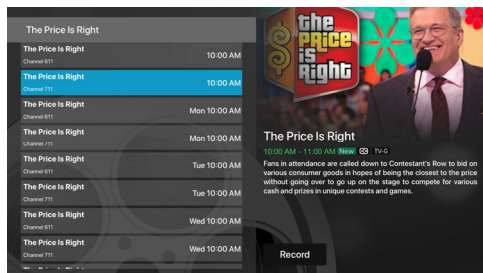 The Price Is Right
The Price Is Right
10:00 AM
Channel 611
The Price Is Right
10:00 AM
Channel 711
The Price Is Right
Mon 10:00 AM
Channel 611
The Price Is Right
Mon 10:00 AM
Channel 711
The Price Is Right
Tue 10:00 AM
Channel 611
The Price Is Right
Tue 10:00 AM
Channel 711
The Price Is Right
Wed 10:00 AM
Channel 611
The Price Is Right
Wed 10:00 AM
Channel 711
The Price Is Right
the
PRiCE
iS
Right
The Price Is Right
10:00 AM - 11:00 AM New CC TV-G
Fans in attendance are called down to Contestant's Row to bid on
various consumer goods in hopes of being the closest to the price
without going over to go up on the stage to compete for various
cash and prizes in unique contests and games.
Record